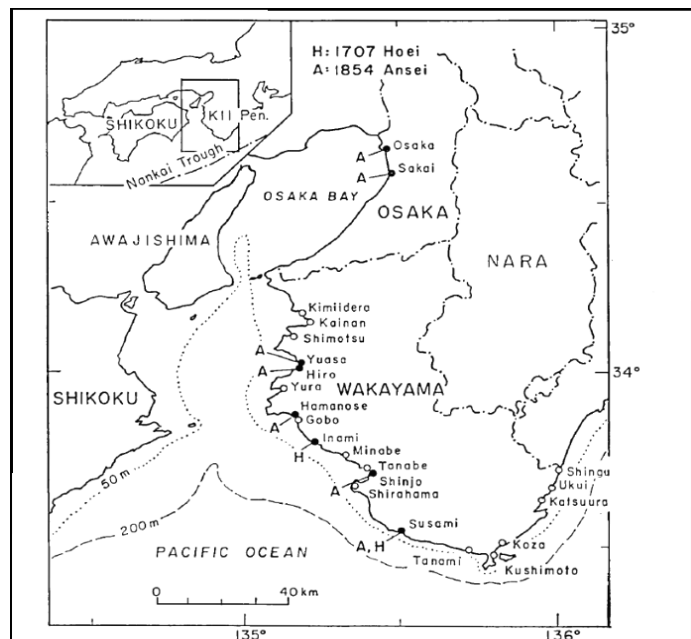 H: 1707 Hoei
A: 1854 Ansei
35°
SHIKOKU
KII Pen.
Nankai Trough
A
Osaka
A
Sakai
OSAKA BAY
OSAKA
AWAJISHIMA
NARA
Kimiidera
Kainan
Shimotsu
A
Yuasa
A
Hiro
34°
Yura
WAKAYAMA
SHIKOKU
Hamanose
A
Gobo
H
Inami
Minabe
Tanabe
Shinjo
A
Shirahama
Shingu
Ukui
Katsuura
50m
200m
Susami
A,H
PACIFIC OCEAN
Tanami
Koza
Kushimoto
0 40 km
135°
136°